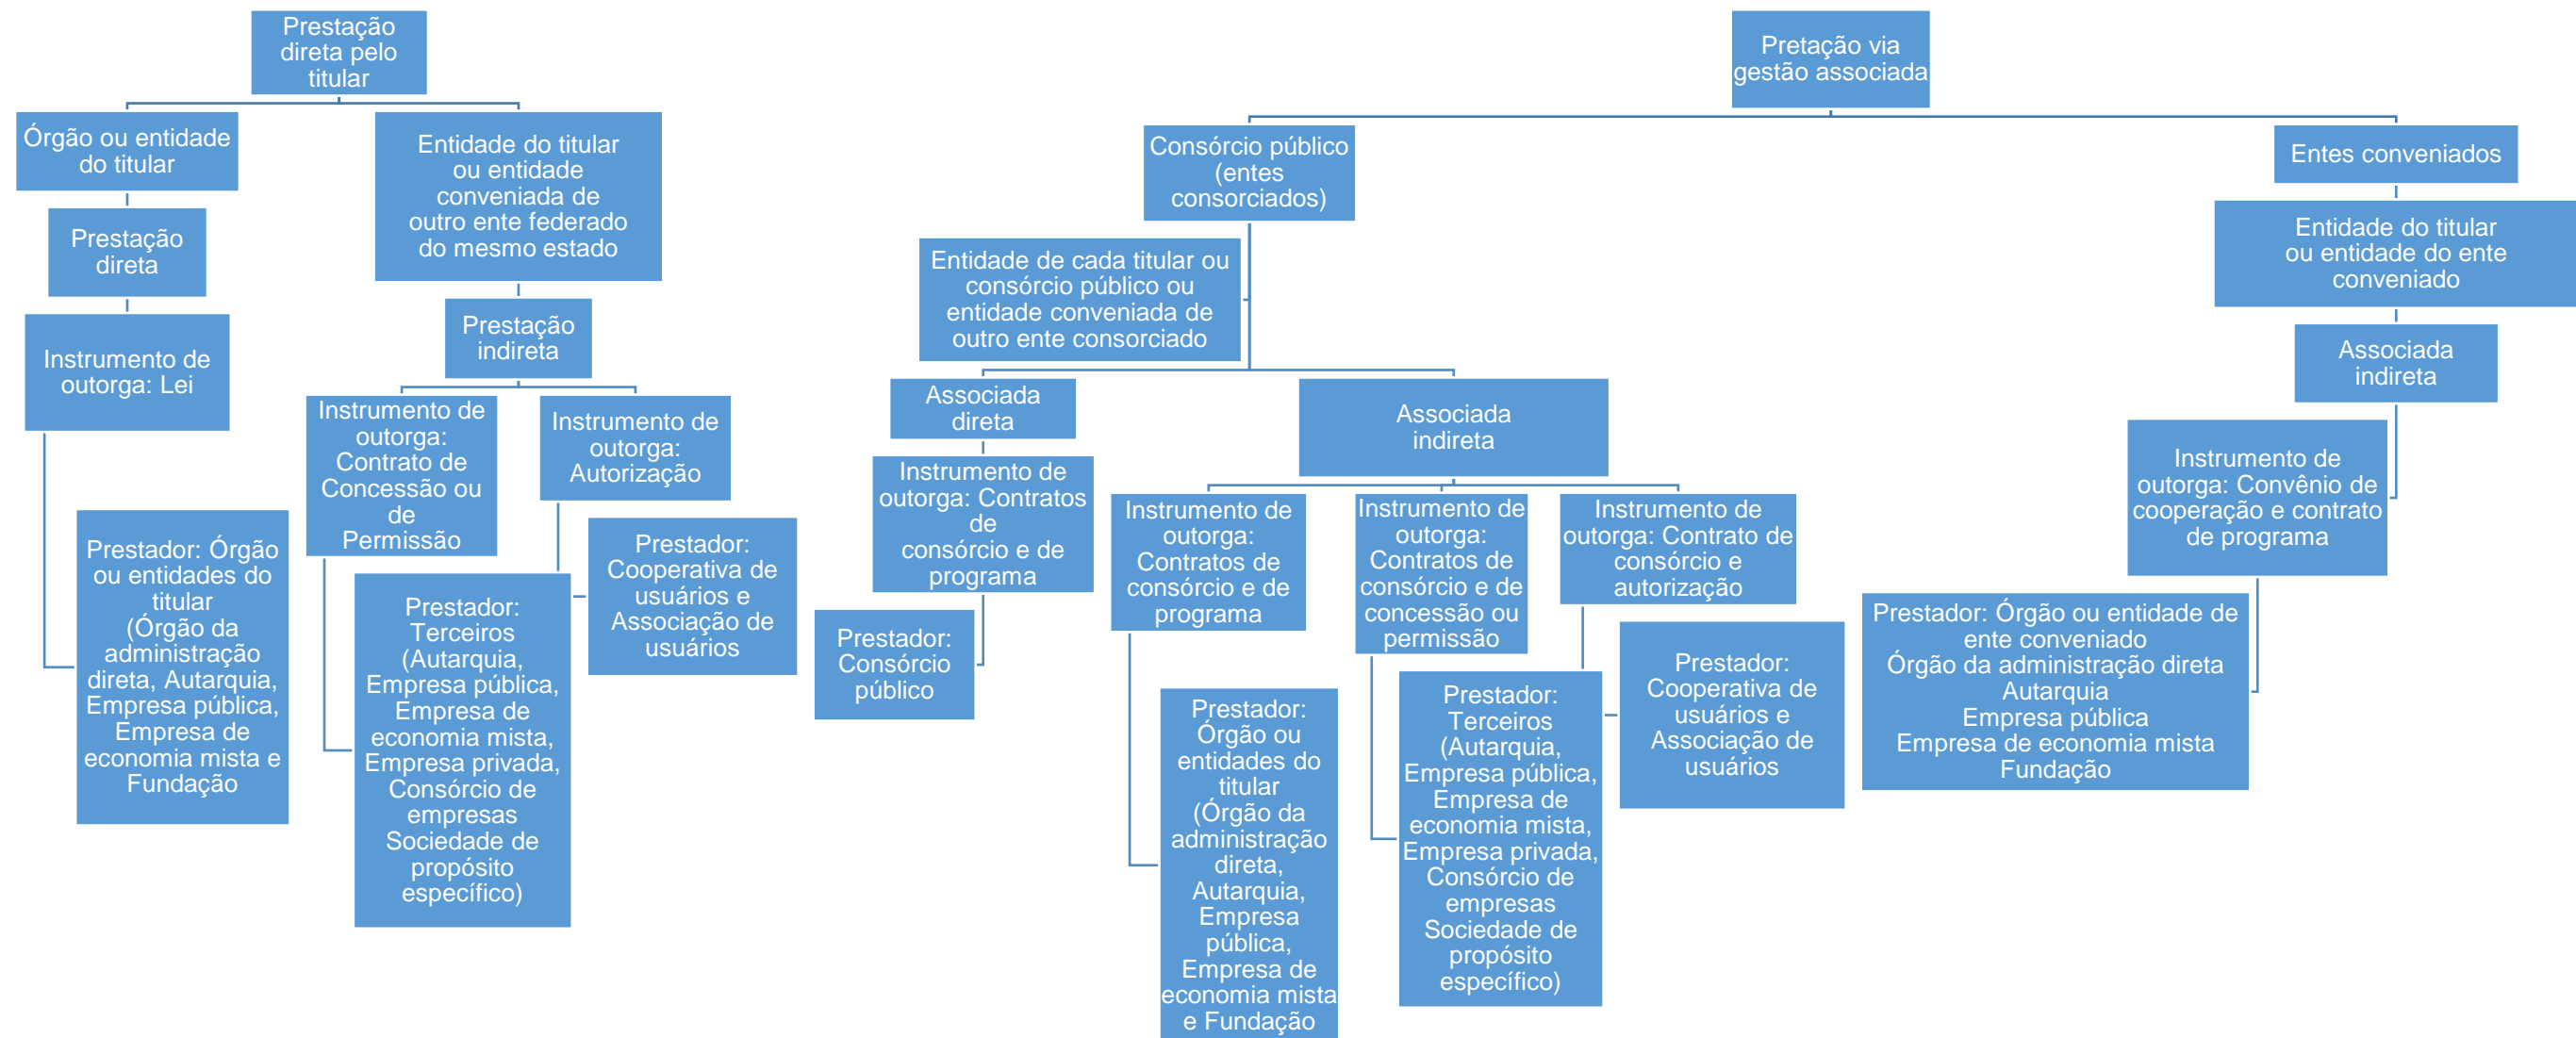 Prestação
direta pelo
titular
Órgão ou entidade
do titular
Prestação
direta
Instrumento de
outorga: Lei
Prestador: Órgão
ou entidades do
titular
(Órgão da
administração
direta, Autarquia,
Empresa pública,
Empresa de
economia mista e
Fundação
Entidade do titular
ou entidade
conveniada de
outro ente federado
do mesmo estado
Prestação
indireta
Instrumento de
outorga:
Contrato de
Concessão ou
de
Permissão
Prestador:
Terceiros
(Autarquia,
Empresa pública,
Empresa de
economia mista,
Empresa privada,
Consórcio de
empresas
Sociedade de
propósito
específico)
Instrumento de
outorga:
Autorização
Prestador:
Cooperativa de
usuários e
Associação de
usuários
Pretação via
gestão associada
Consórcio público
(entes
consorciados)
Entidade de cada titular ou
consórcio público ou
entidade conveniada de
outro ente consorciado
Associada
direta
Instrumento de
outorga: Contratos
de
consórcio e de
programa
Prestador:
Consórcio
público
Associada
indireta
Instrumento de
outorga:
Contratos de
consórcio e de
programa
Prestador:
Órgão ou
entidades do
titular
(Órgão da
administração
direta,
Autarquia,
Empresa
pública,
Empresa de
economia mista
e Fundação
Instrumento de
outorga:
Contratos de
consórcio e de
concessão ou
permissão
Prestador:
Terceiros
(Autarquia,
Empresa pública,
Empresa de
economia mista,
Empresa privada,
Consórcio de
empresas
Sociedade de
propósito
específico)
Instrumento de
outorga: Contrato de
consórcio e
autorização
Prestador:
Cooperativa de
usuários e
Associação de
usuários
Entes conveniados
Entidade do titular
ou entidade do ente
conveniado
Associada
indireta
Instrumento de
outorga: Convênio de
cooperação e contrato
de programa
Prestador: Órgão ou entidade de
ente conveniado
Órgão da administração direta
Autarquia
Empresa pública
Empresa de economia mista
Fundação